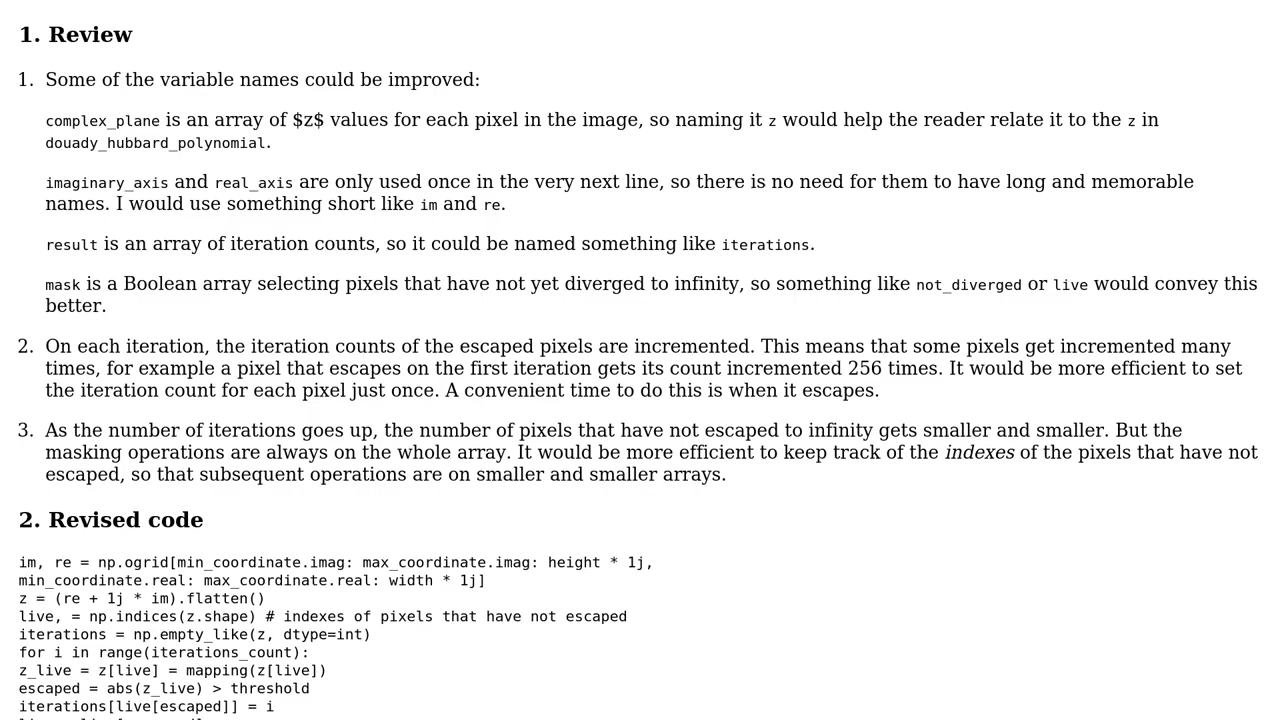 1. Review
1. Some of the variable names could be improved:
complex_plane is an array of $z$ values for each pixel in the image, so naming it z would help the reader relate it to the z in
douady_hubbard_polynomial.
imaginary_axis and real_axis are only used once in the very next line, so there is no need for them to have long and memorable
names. I would use something short like im and re.
result is an array of iteration counts, so it could be named something like iterations.
mask is a Boolean array selecting pixels that have not yet diverged to infinity, so something like not_diverged or live would convey this
better.
2. On each iteration, the iteration counts of the escaped pixels are incremented. This means that some pixels get incremented many
times, for example a pixel that escapes on the first iteration gets its count incremented 256 times. It would be more efficient to set
the iteration count for each pixel just once. A convenient time to do this is when it escapes.
3. As the number of iterations goes up, the number of pixels that have not escaped to infinity gets smaller and smaller. But the
masking operations are always on the whole array. It would be more efficient to keep track of the indexes of the pixels that have not
escaped, so that subsequent operations are on smaller and smaller arrays.
2. Revised code
im, re = np.ogrid[min_coordinate.imag: max_coordinate.imag: height * 1j,
min_coordinate.real: max_coordinate.real: width * 1j]
z = (re + 1j * im).flatten()
live, = np.indices(z.shape) # indexes of pixels that have not escaped
iterations = np.empty_like(z, dtype=int)
for i in range(iterations_count):
z_live = z[live] = mapping(z[live])
escaped = abs(z_live) > threshold
iterations[live[escaped]] = i